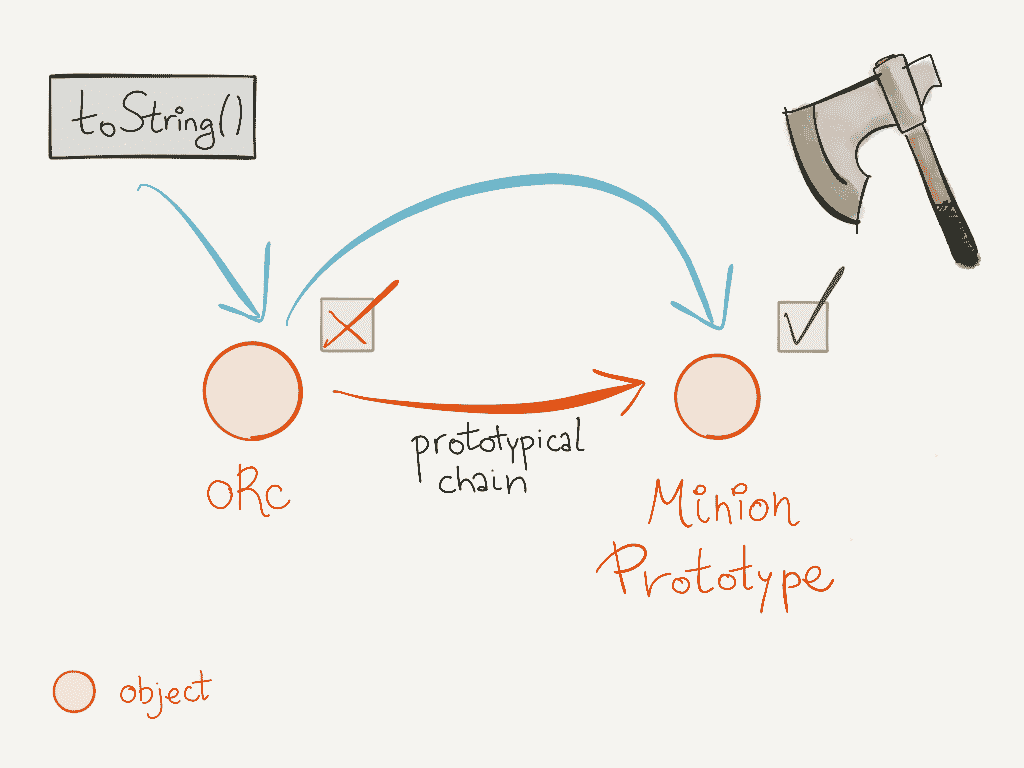 toString()
prototypical
chain
oRc
Minion
Prototype
object